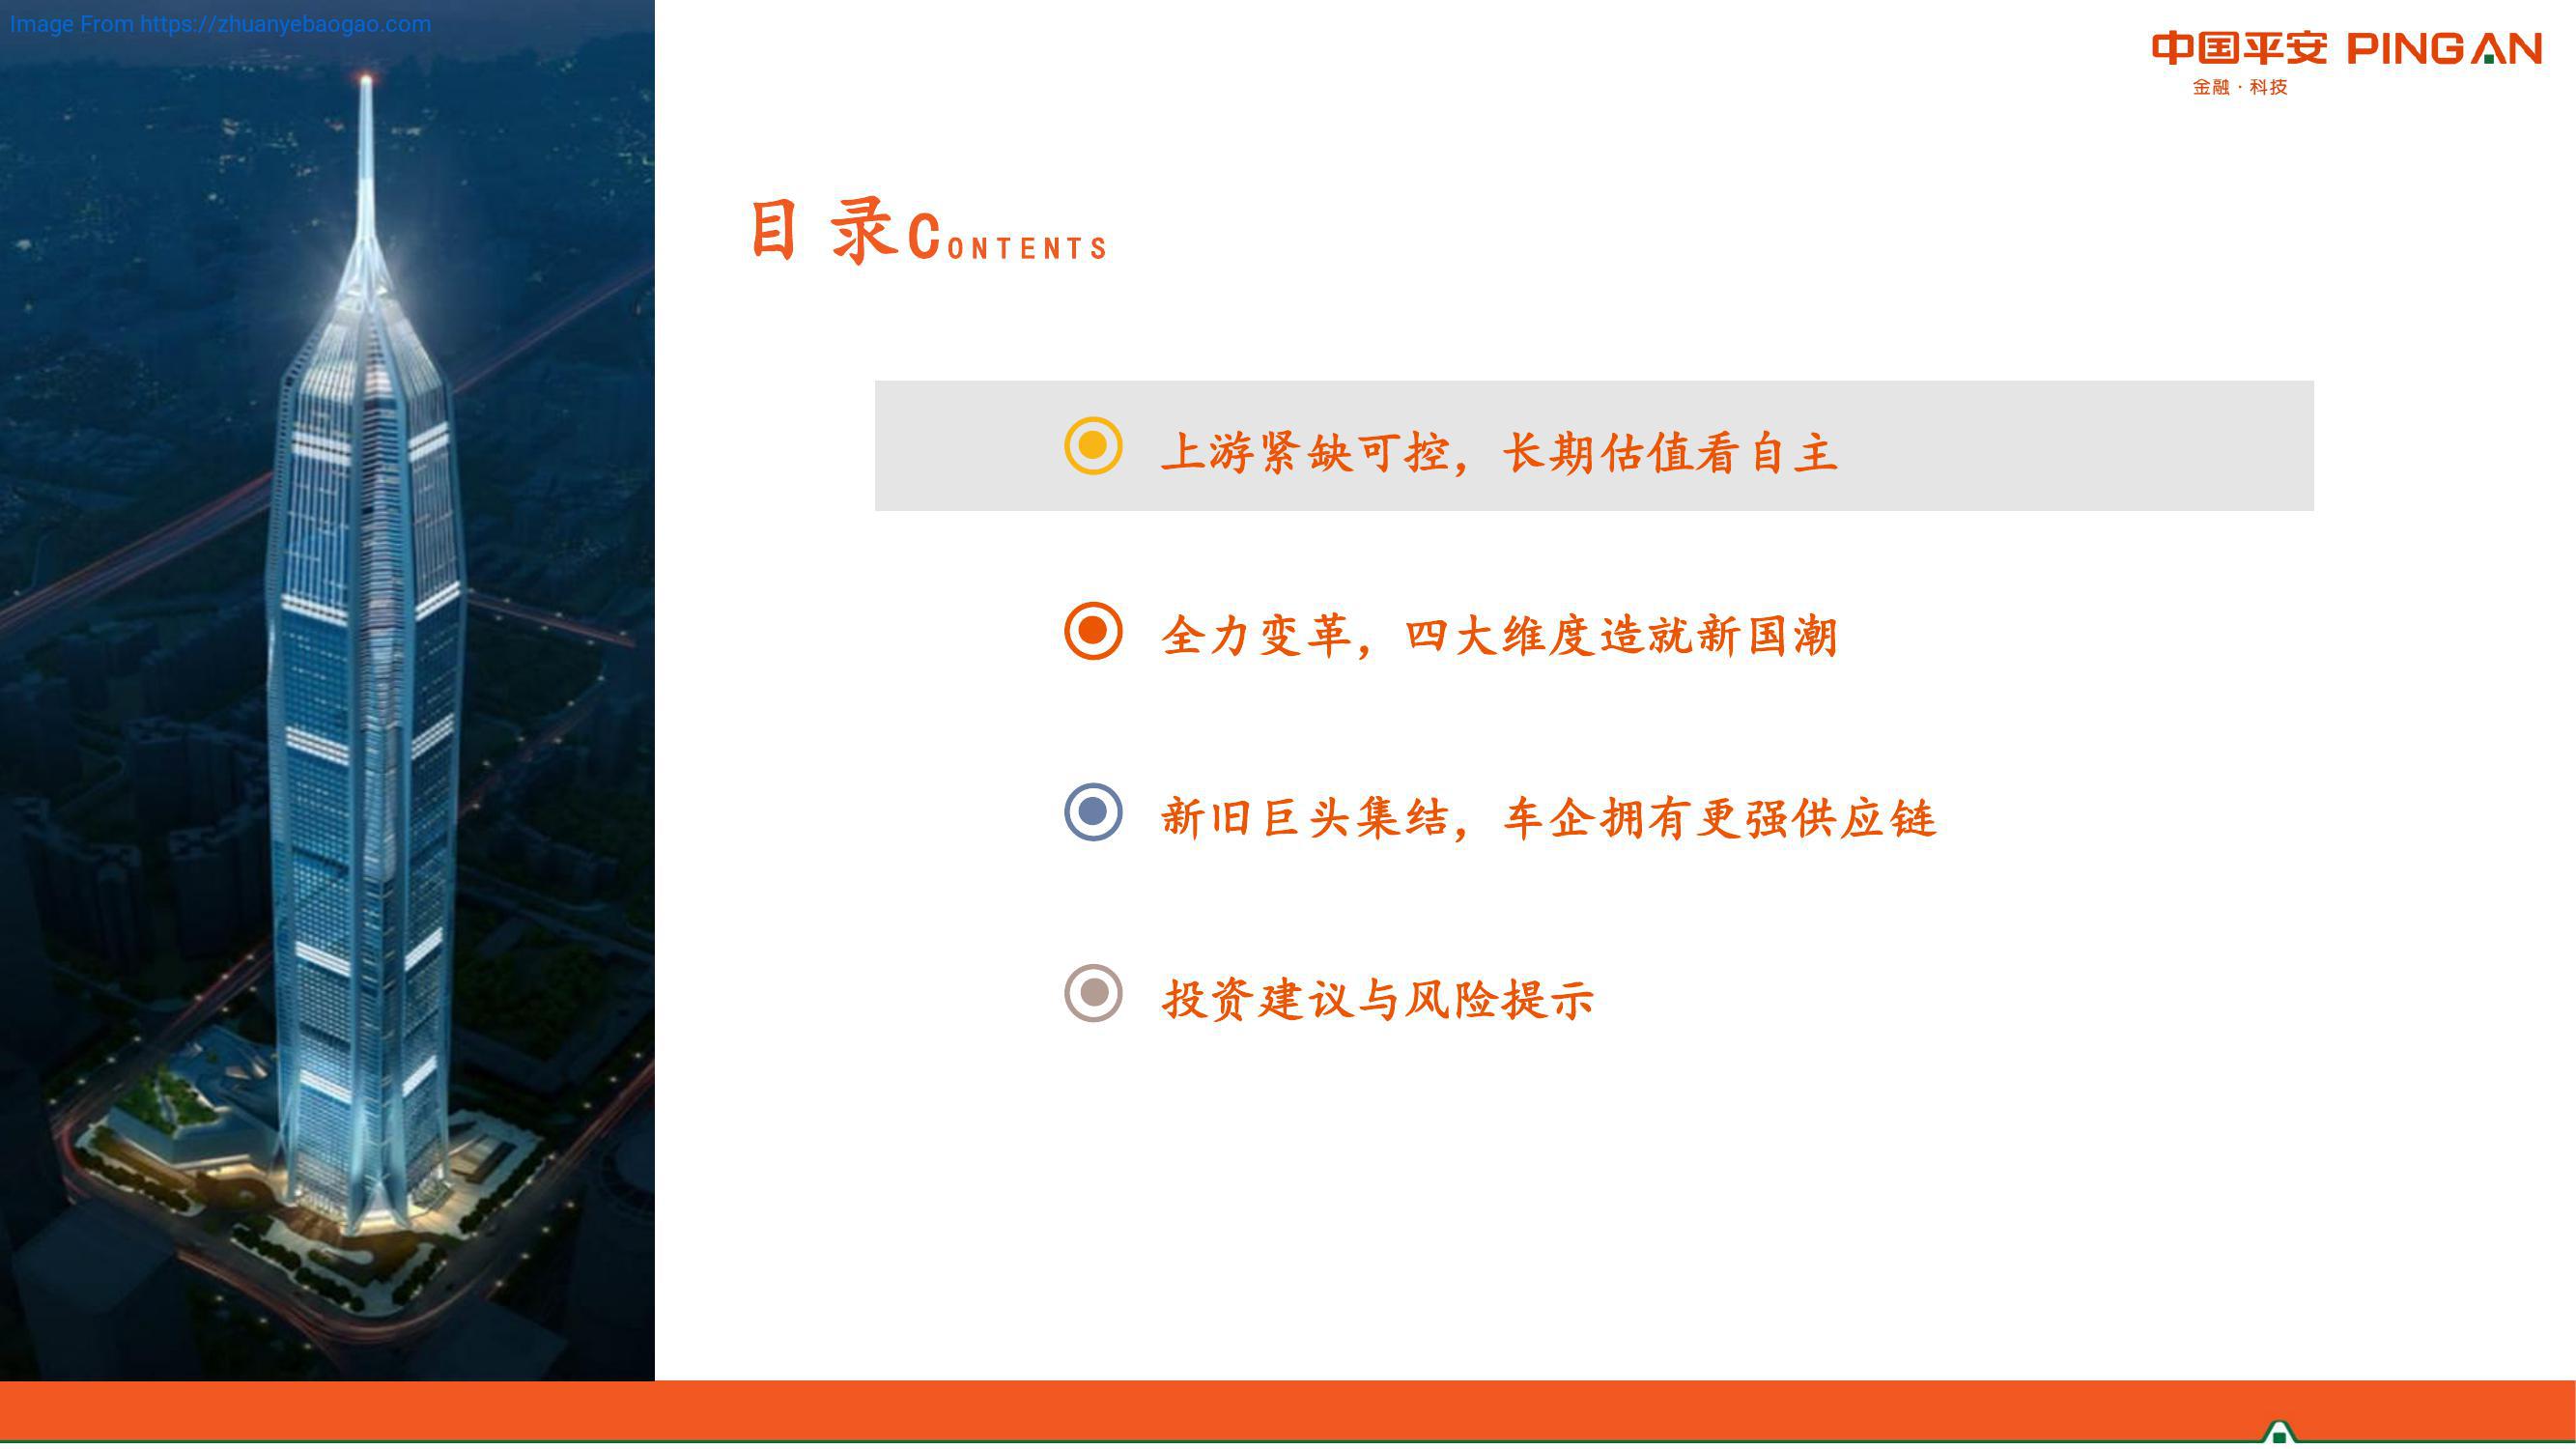 Image From https://zhuanyebaogao.com
中国平安 PINGAN
金融·科技
目录CONTENTS
上游紧缺可控，长期估值看自主
全力变革，四大维度造就新国潮
新旧巨头集结，车企拥有更强供应链
投资建议与风险提示